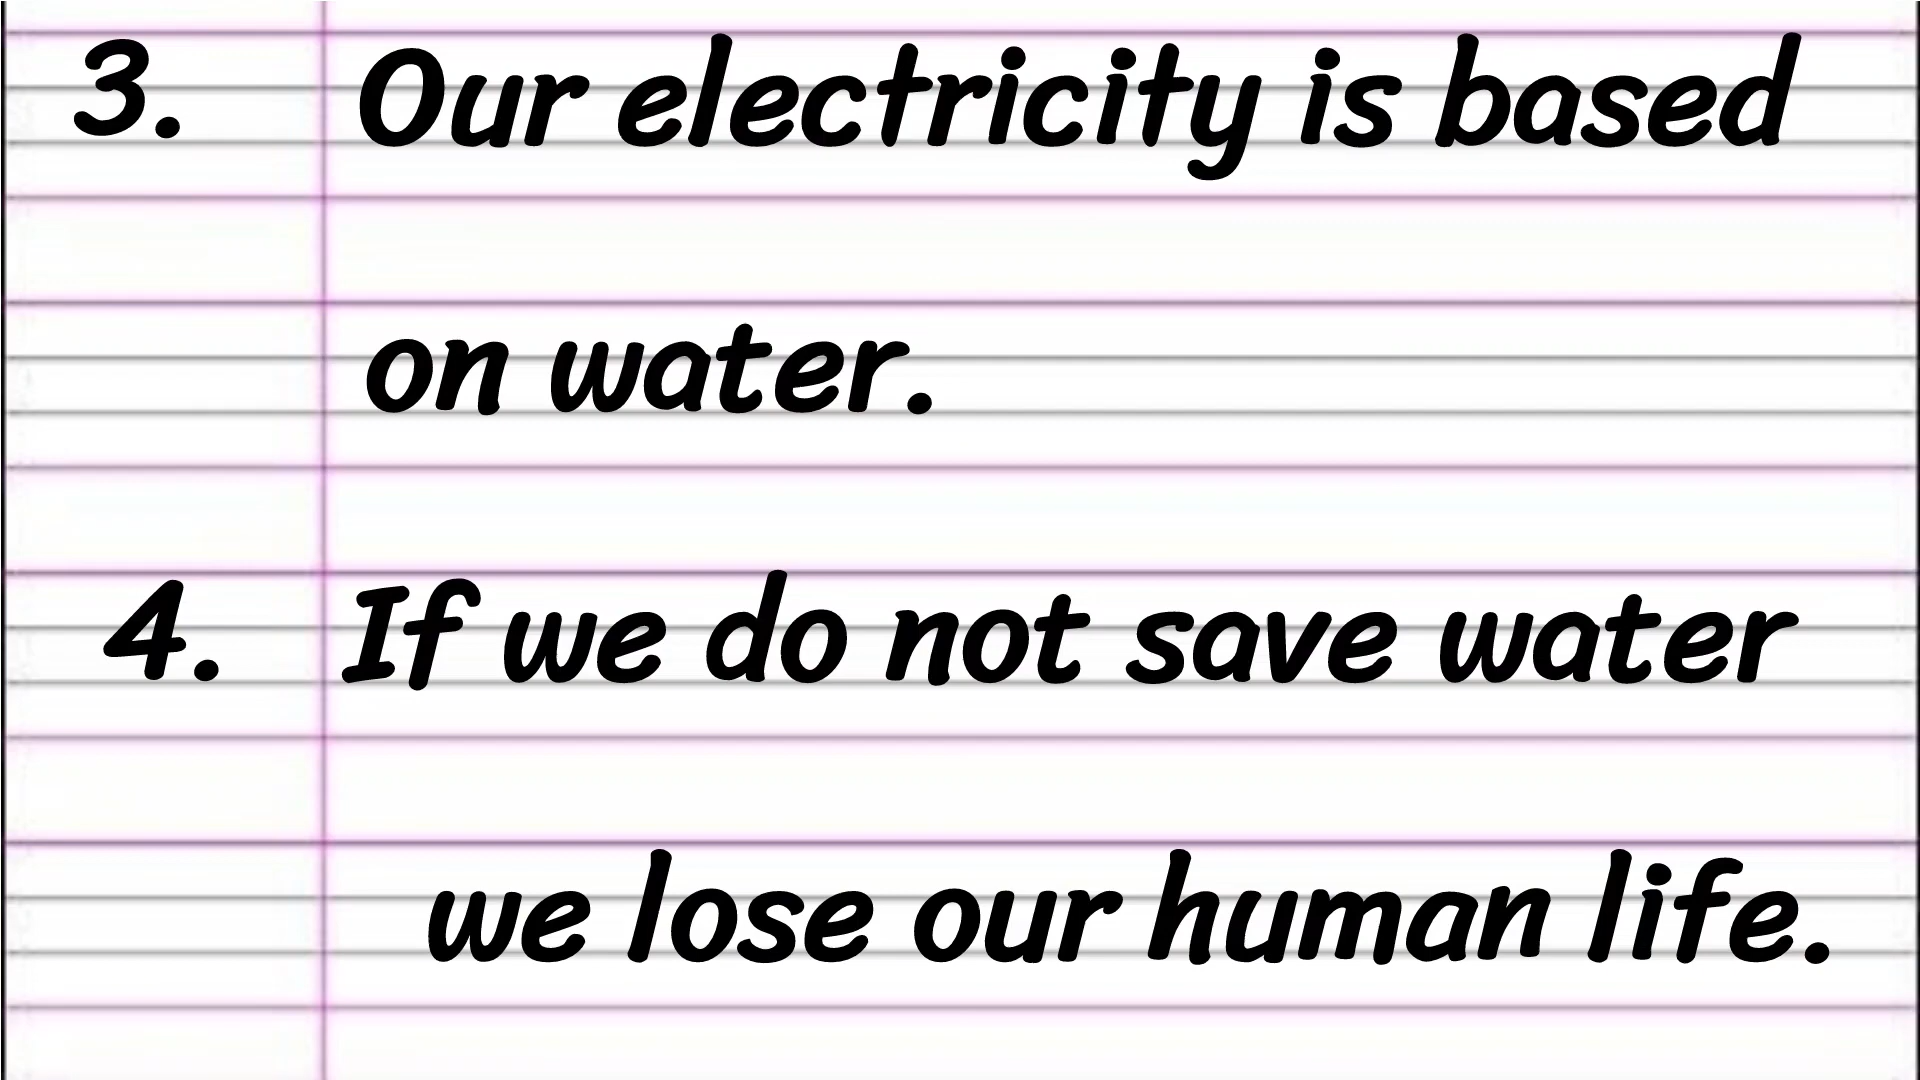 3. Our electricity is based
on water.
4. If we do not save water
we lose our human life.